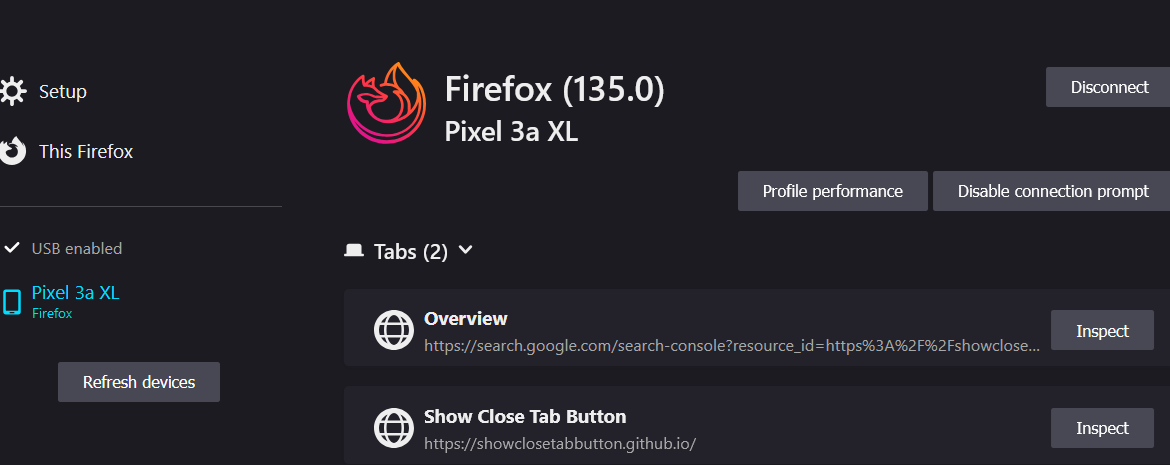 Setup
This Firefox
USB enabled
Pixel 3a XL
Firefox
Refresh devices
Firefox (135.0)
Pixel 3a XL
Disconnect
Profile performance
Disable connection prompt
Tabs (2)
Overview
https://search.google.com/search-console?resource_id=https%3A%2F%2Fshowclose...
Inspect
Show Close Tab Button
https://showclosetabbutton.github.io/
Inspect